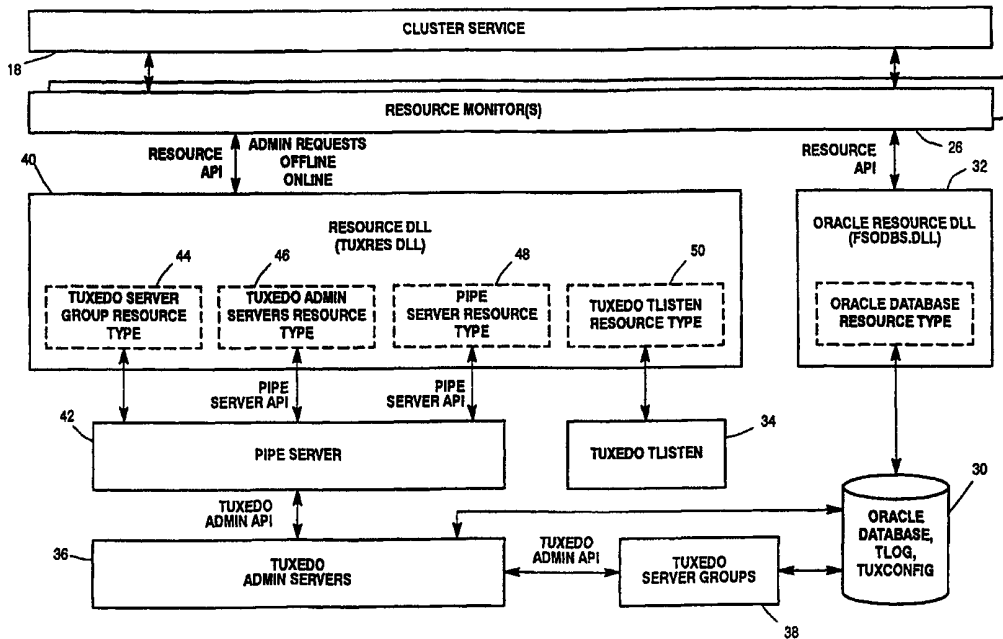 CLUSTER SERVICE
18
RESOURCE MONITOR(S)
26
RESOURCE
API
ADMIN REQUESTS
OFFLINE
ONLINE
RESOURCE
API
32
40
RESOURCE DLL
(TUXRES DLL)
ORACLE RESOURCE DLL
(FSODBS.DLL)
44
46
48
50
TUXEDO SERVER
GROUP RESOURCE
TYPE
TUXEDO ADMIN
SERVERS RESOURCE
TYPE
PIPE
SERVER RESOURCE
TYPE
TUXEDO TLISTEN
RESOURCE TYPE
ORACLE DATABASE
RESOURCE TYPE
PIPE
SERVER API
PIPE
SERVER API
42
PIPE SERVER
34
TUXEDO TLISTEN
30
TUXEDO
ADMIN API
ORACLE
DATABASE,
TLOG,
TUXCONFIG
36
TUXEDO
ADMIN SERVERS
TUXEDO
ADMIN API
TUXEDO
SERVER GROUPS
38